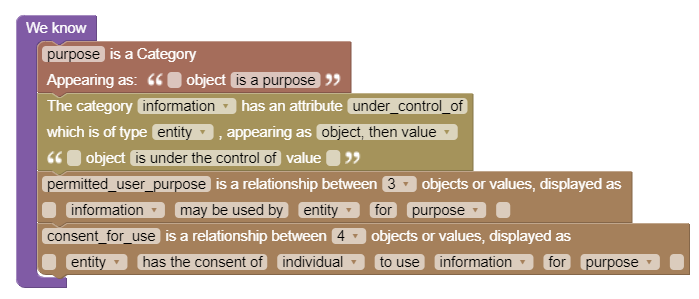 We know
purpose is a Category
Appearing as: “ object is a purpose ”
The category information has an attribute under_control_of
which is of type entity , appearing as object, then value
“ object is under the control of value ”
permitted_user_purpose is a relationship between 3 objects or values, displayed as
information may be used by entity for purpose
consent_for_use is a relationship between 4 objects or values, displayed as
entity has the consent of individual to use information for purpose